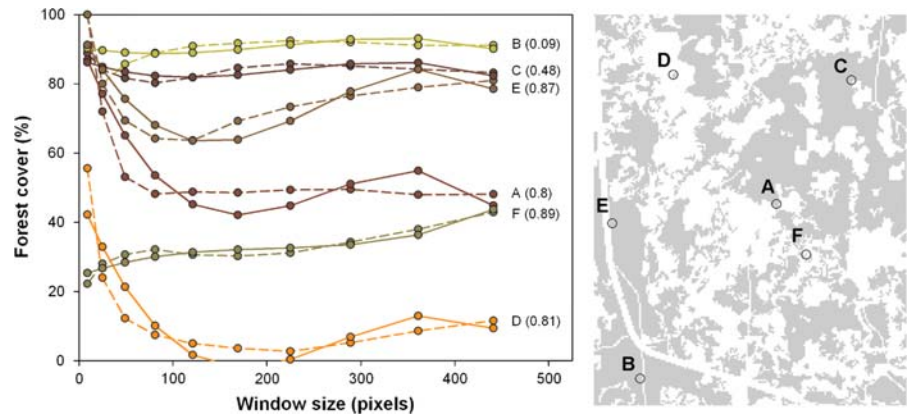 100
80
60
40
20
0
Forest cover (%)
0
100
200
300
400
500
Window size (pixels)
B (0.09)
C (0.48)
E (0.87)
A (0.8)
F (0.89)
D (0.81)
D
C
A
E
F
B